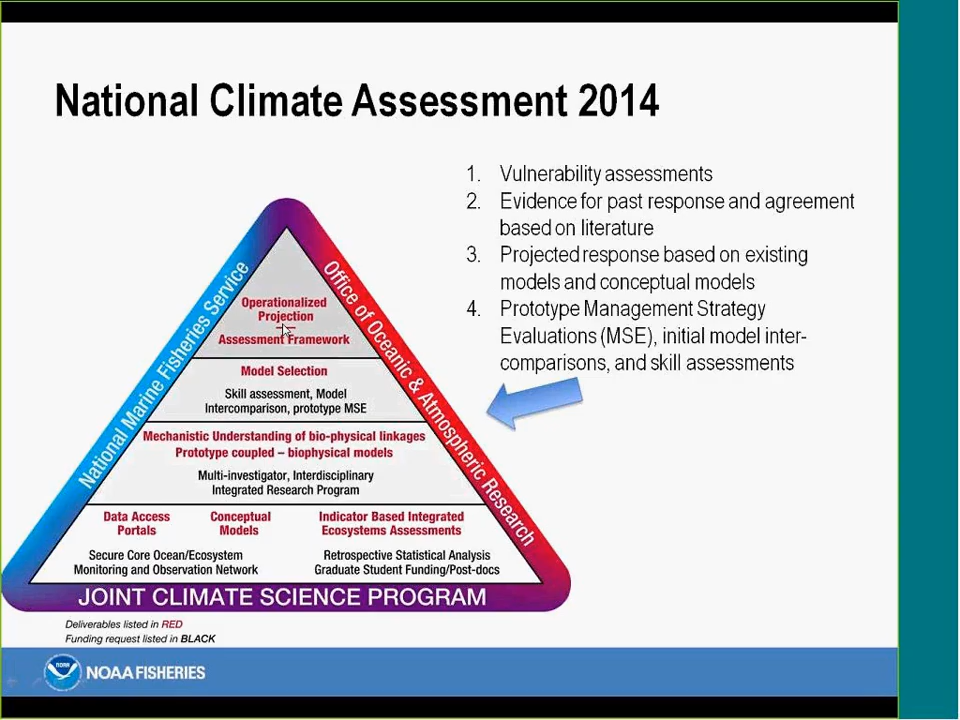 National Climate Assessment 2014
1. Vulnerability assessments
2. Evidence for past response and agreement
based on literature
3. Projected response based on existing
models and conceptual models
4. Prototype Management Strategy
Evaluations (MSE), initial model inter-
comparisons, and skill assessments
National Marine Fisheries Service
Office of Oceanic & Atmospheric Research
Operationalized
Projection
Assessment Framework
Model Selection
Skill assessment, Model
Intercomparison, prototype MSE
Mechanistic Understanding of bio-physical linkages
Prototype coupled – biophysical models
Multi-investigator, Interdisciplinary
Integrated Research Program
Data Access
Portals
Conceptual
Models
Indicator Based Integrated
Ecosystems Assessments
Secure Core Ocean/Ecosystem
Monitoring and Observation Network
Retrospective Statistical Analysis
Graduate Student Funding/Post-docs
JOINT CLIMATE SCIENCE PROGRAM
Deliverables listed in RED
Funding request listed in BLACK
NOAA
NOAA FISHERIES